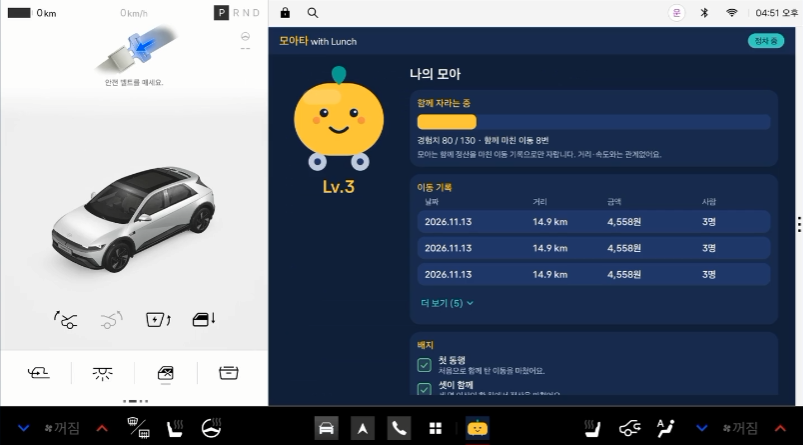 0 km
0 km/h
P R N D
안전 벨트를 매세요.
--
꺼짐
운
04:51 오후
모아타 with Lunch
정차 중
Lv.3
나의 모아
함께 자라는 중
경험치 80 / 130 · 함께 마친 이동 8번
모아는 함께 정산을 마친 이동 기록으로만 자랍니다. 거리·속도와는 관계없어요.
이동 기록
날짜 거리 금액 사람
2026.11.13 14.9 km 4,558원 3명
2026.11.13 14.9 km 4,558원 3명
2026.11.13 14.9 km 4,558원 3명
더 보기 (5)
배지
첫 동행
처음으로 함께 탄 이동을 마쳤어요.
셋이 함께
꺼짐